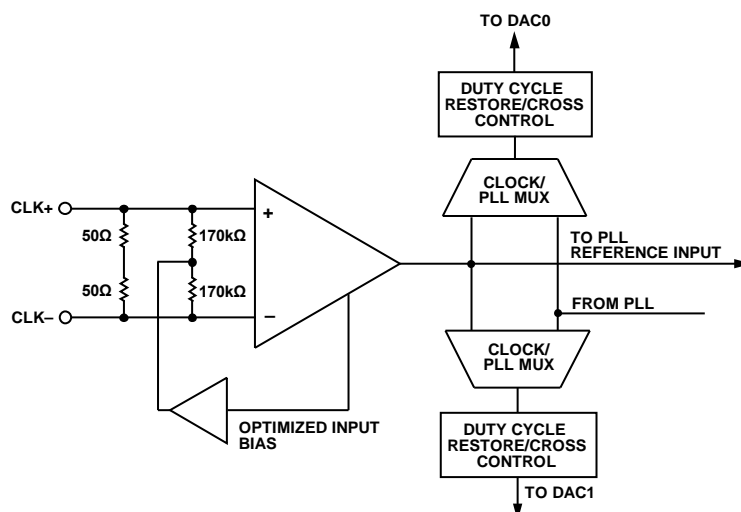 TO DAC0
DUTY CYCLE
RESTORE/CROSS
CONTROL
CLOCK/
PLL MUX
CLK+
50Ω
170kΩ
+
TO PLL
REFERENCE INPUT
50Ω
170kΩ
CLK–
–
FROM PLL
CLOCK/
PLL MUX
OPTIMIZED INPUT
BIAS
DUTY CYCLE
RESTORE/CROSS
CONTROL
TO DAC1